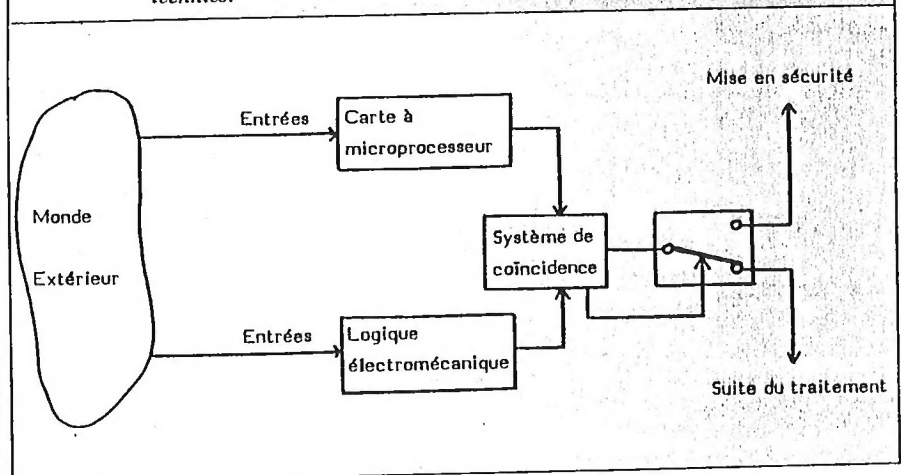 Mise en sécurité
Entrées
Carte à
microprocesseur
Monde
Extérieur
Système de
coïncidence
Entrées
Logique
électromécanique
Suite du traitement